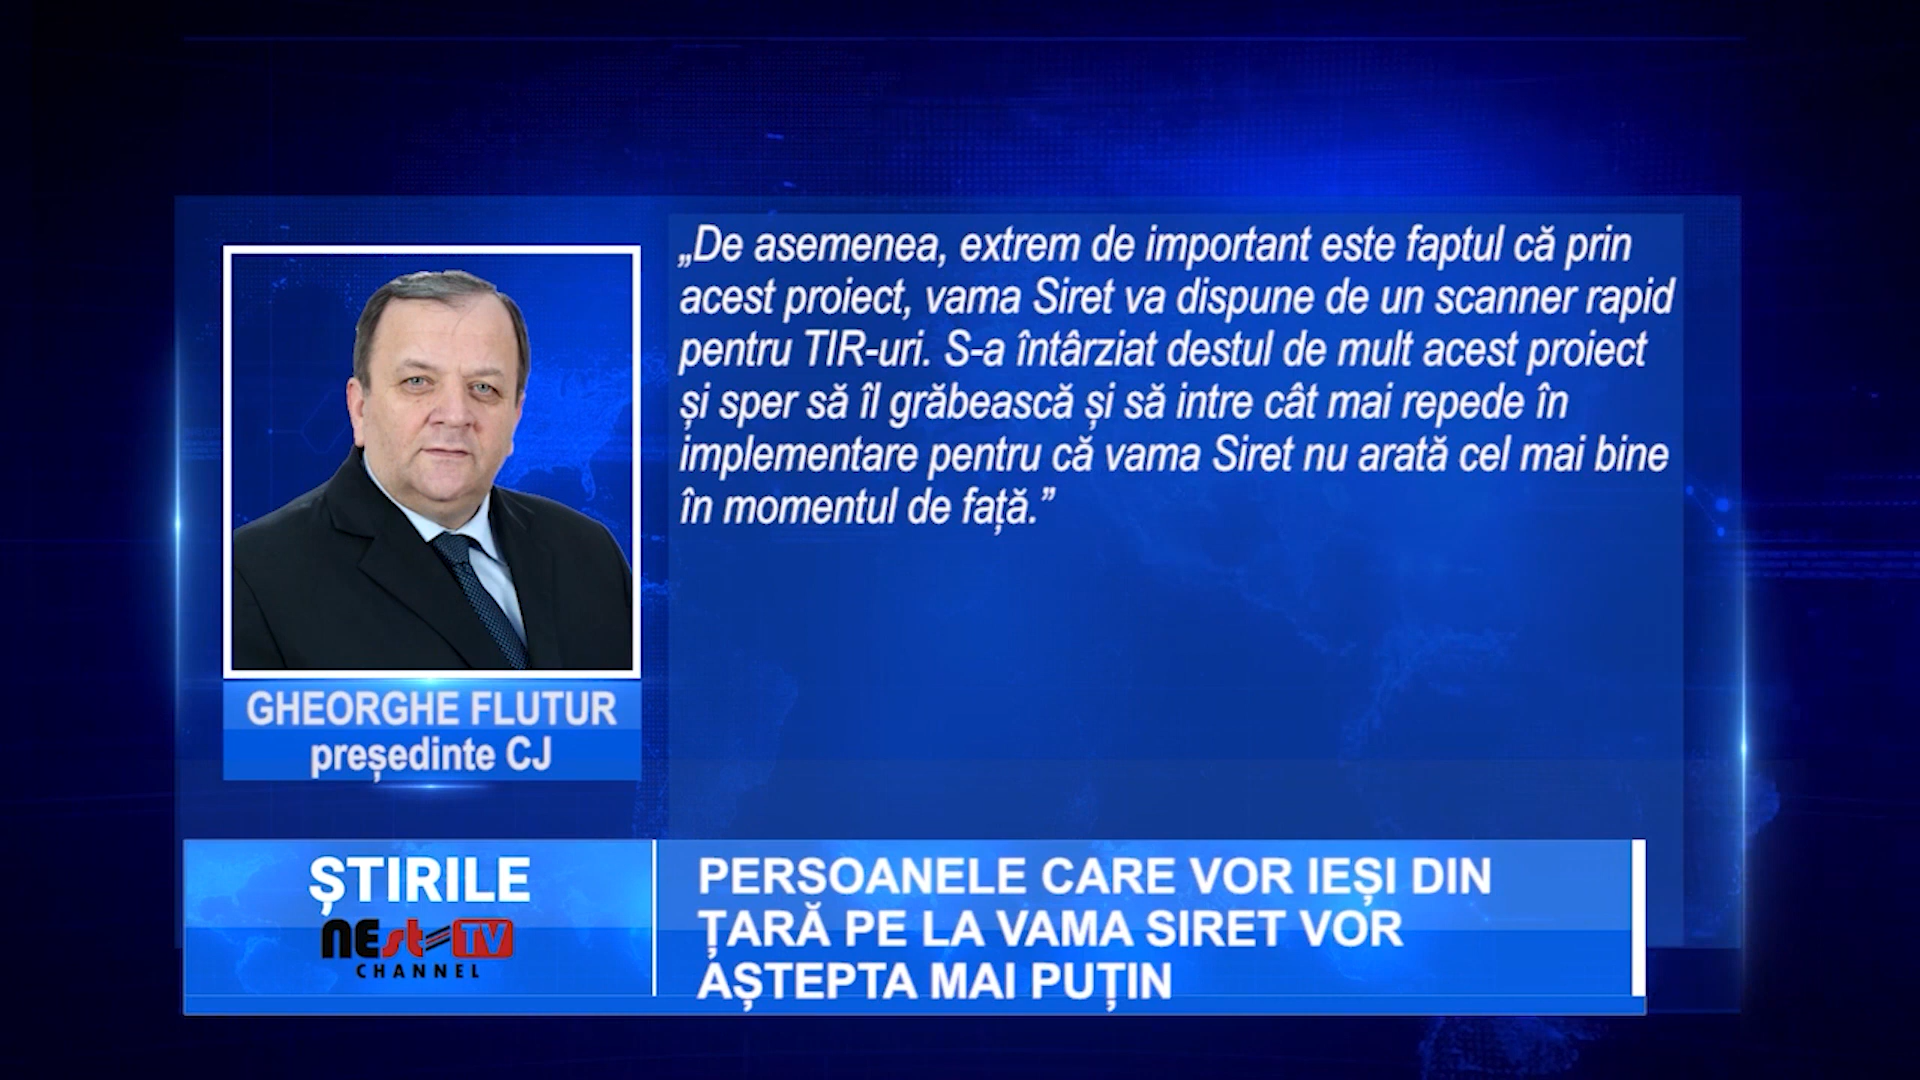 „De asemenea, extrem de important este faptul că prin
acest proiect, vama Siret va dispune de un scanner rapid
pentru TIR-uri. S-a întârziat destul de mult acest proiect
și sper să îl grăbească și să intre cât mai repede în
implementare pentru că vama Siret nu arată cel mai bine
în momentul de față.”
GHEORGHE FLUTUR
președinte CJ
ȘTIRILE
NEst TV
CHANNEL
PERSOANELE CARE VOR IEȘI DIN
ȚARĂ PE LA VAMA SIRET VOR
AȘTEPTA MAI PUȚIN